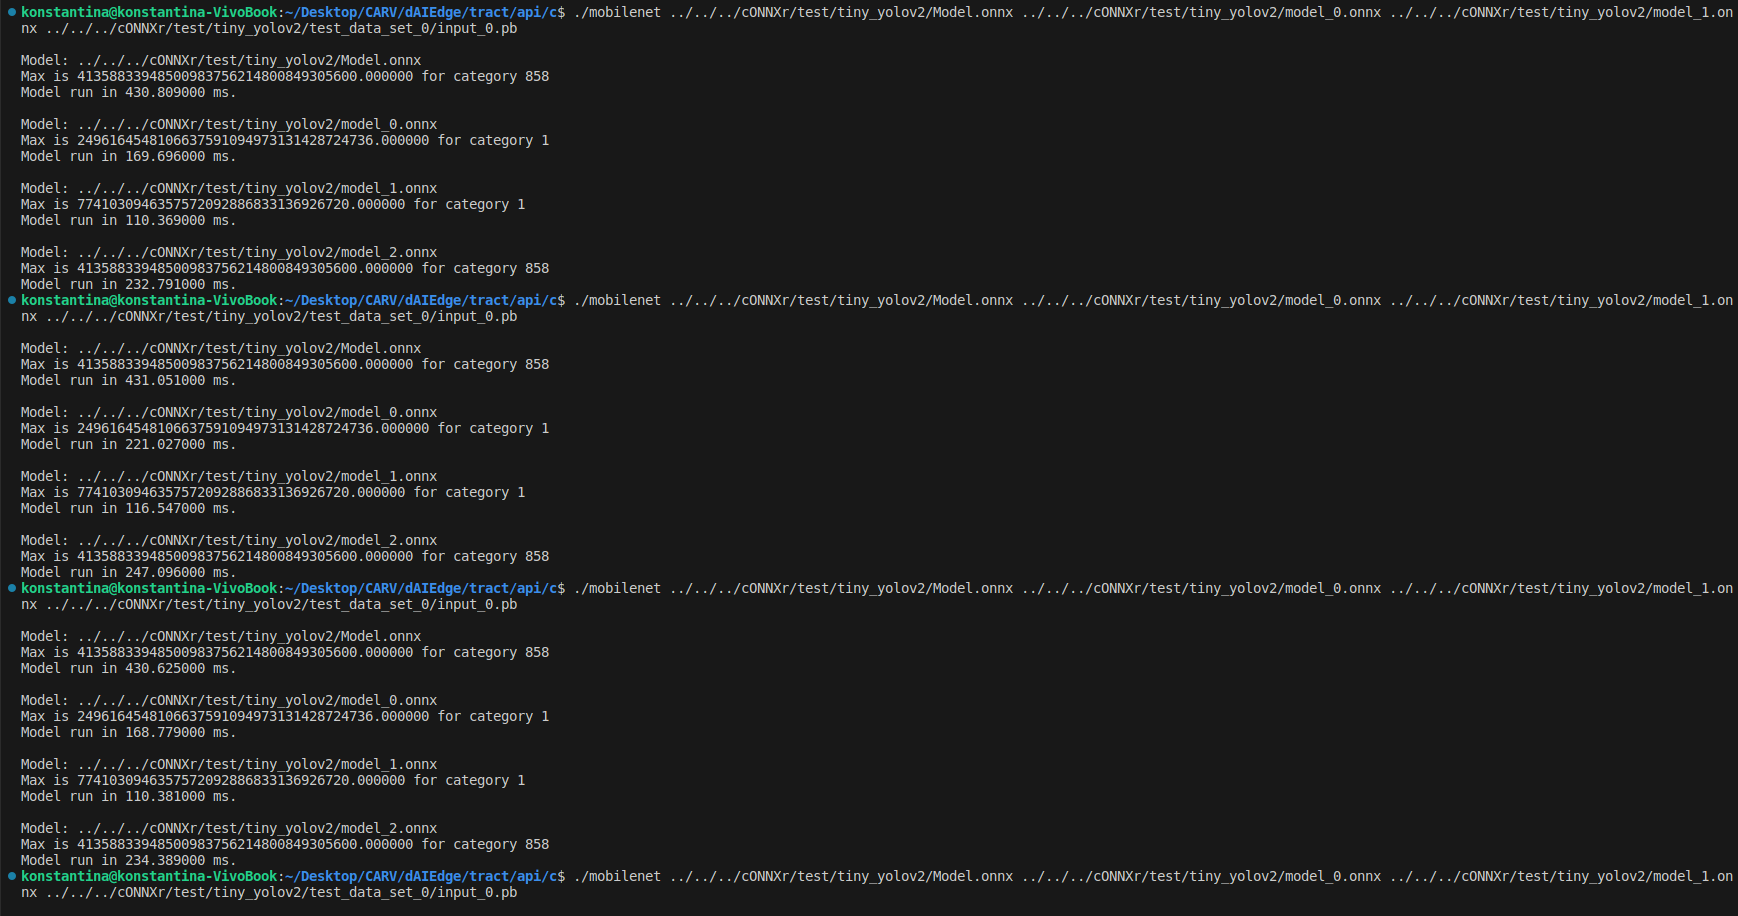 konstantina@konstantina-VivoBook:~/Desktop/CARV/dAIEdge/tract/api/c$ ./mobilenet ../../../cONNXr/test/tiny_yolov2/Model.onnx ../../../cONNXr/test/tiny_yolov2/model_0.onnx ../../../cONNXr/test/tiny_yolov2/model_1.on
nx ../../../cONNXr/test/tiny_yolov2/test_data_set_0/input_0.pb
Model: ../../../cONNXr/test/tiny_yolov2/Model.onnx
Max is 41358833948500983756214800849305600.000000 for category 858
Model run in 430.809000 ms.
Model: ../../../cONNXr/test/tiny_yolov2/model_0.onnx
Max is 24961645481066375910949731314287247​36.000000 for category 1
Model run in 169.696000 ms.
Model: ../../../cONNXr/test/tiny_yolov2/model_1.onnx
Max is 7741030946357572092886833136926720.000000 for category 1
Model run in 110.369000 ms.
Model: ../../../cONNXr/test/tiny_yolov2/model_2.onnx
Max is 41358833948500983756214800849305600.000000 for category 858
Model run in 232.791000 ms.
konstantina@konstantina-VivoBook:~/Desktop/CARV/dAIEdge/tract/api/c$ ./mobilenet ../../../cONNXr/test/tiny_yolov2/Model.onnx ../../../cONNXr/test/tiny_yolov2/model_0.onnx ../../../cONNXr/test/tiny_yolov2/model_1.on
nx ../../../cONNXr/test/tiny_yolov2/test_data_set_0/input_0.pb
Model: ../../../cONNXr/test/tiny_yolov2/Model.onnx
Max is 41358833948500983756214800849305600.000000 for category 858
Model run in 431.051000 ms.
Model: ../../../cONNXr/test/tiny_yolov2/model_0.onnx
Max is 2496164548106637591094973131428724736.000000 for category 1
Model run in 221.027000 ms.
Model: ../../../cONNXr/test/tiny_yolov2/model_1.onnx
Max is 7741030946357572092886833136926720.000000 for category 1
Model run in 116.547000 ms.
Model: ../../../cONNXr/test/tiny_yolov2/model_2.onnx
Max is 41358833948500983756214800849305600.000000 for category 858
Model run in 247.096000 ms.
konstantina@konstantina-VivoBook:~/Desktop/CARV/dAIEdge/tract/api/c$ ./mobilenet ../../../cONNXr/test/tiny_yolov2/Model.onnx ../../../cONNXr/test/tiny_yolov2/model_0.onnx ../../../cONNXr/test/tiny_yolov2/model_1.on
nx ../../../cONNXr/test/tiny_yolov2/test_data_set_0/input_0.pb
Model: ../../../cONNXr/test/tiny_yolov2/Model.onnx
Max is 41358833948500983756214800849305600.000000 for category 858
Model run in 430.625000 ms.
Model: ../../../cONNXr/test/tiny_yolov2/model_0.onnx
Max is 2496164548106637591094973131428724736.000000 for category 1
Model run in 168.779000 ms.
Model: ../../../cONNXr/test/tiny_yolov2/model_1.onnx
Max is 7741030946357572092886833136926720.000000 for category 1
Model run in 110.381000 ms.
Model: ../../../cONNXr/test/tiny_yolov2/model_2.onnx
Max is 41358833948500983756214800849305600.000000 for category 858
Model run in 234.389000 ms.
konstantina@konstantina-VivoBook:~/Desktop/CARV/dAIEdge/tract/api/c$ ./mobilenet ../../../cONNXr/test/tiny_yolov2/Model.onnx ../../../cONNXr/test/tiny_yolov2/model_0.onnx ../../../cONNXr/test/tiny_yolov2/model_1.on
nx ../../../cONNXr/test/tiny_yolov2/test_data_set_0/input_0.pb